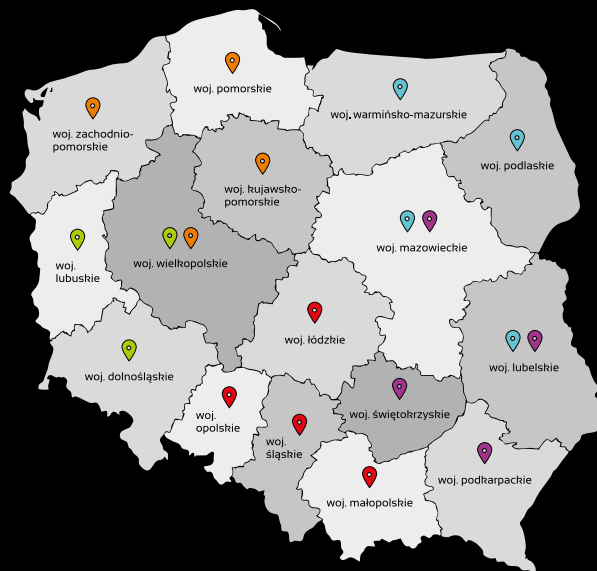 woj. pomorskie
woj. warmińsko-mazurskie
woj. zachodnio-
pomorskie
woj. podlaskie
woj. kujawsko-
pomorskie
woj. mazowieckie
woj. wielkopolskie
woj.
lubuskie
woj. łódzkie
woj. lubelskie
woj. dolnośląskie
woj.
opolskie
woj. świętokrzyskie
woj.
śląskie
woj. podkarpackie
woj. małopolskie